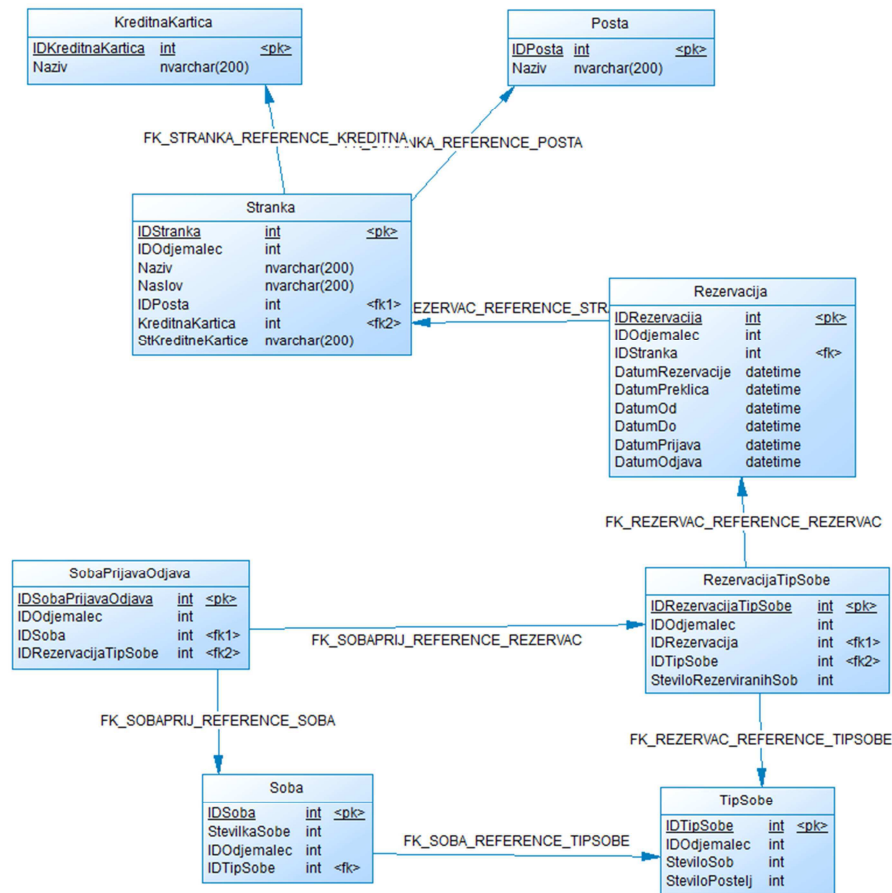 KreditnaKartica
IDKreditnaKartica int <pk>
Naziv nvarchar(200)
Posta
IDPosta int <pk>
Naziv nvarchar(200)
FK_STRANKA_REFERENCE_KREDITNA
NKA_REFERENCE_POSTA
Stranka
IDStranka int <pk>
IDOdjemalec int
Naziv nvarchar(200)
Naslov nvarchar(200)
IDPosta int <fk1>
KreditnaKartica int <fk2>
StKreditneKartice nvarchar(200)
EZERVAC_REFERENCE_STR
Rezervacija
IDRezervacija int <pk>
IDOdjemalec int
IDStranka int <fk>
DatumRezervacije datetime
DatumPreklica datetime
DatumOd datetime
DatumDo datetime
DatumPrijava datetime
DatumOdjava datetime
FK_REZERVAC_REFERENCE_REZERVAC
SobaPrijavaOdjava
IDSobaPrijavaOdjava int <pk>
IDOdjemalec int
IDSoba int <fk1>
IDRezervacijaTipSobe int <fk2>
FK_SOBAPRIJ_REFERENCE_REZERVAC
RezervacijaTipSobe
IDRezervacijaTipSobe int <pk>
IDOdjemalec int
IDRezervacija int <fk1>
IDTipSobe int <fk2>
SteviloRezerviranihSob int
FK_SOBAPRIJ_REFERENCE_SOBA
FK_REZERVAC_REFERENCE_TIPSOBE
Soba
IDSoba int <pk>
StevilkaSobe int
IDOdjemalec int
IDTipSobe int <fk>
FK_SOBA_REFERENCE_TIPSOBE
TipSobe
IDTipSobe int <pk>
IDOdjemalec int
SteviloSob int
SteviloPostelj int